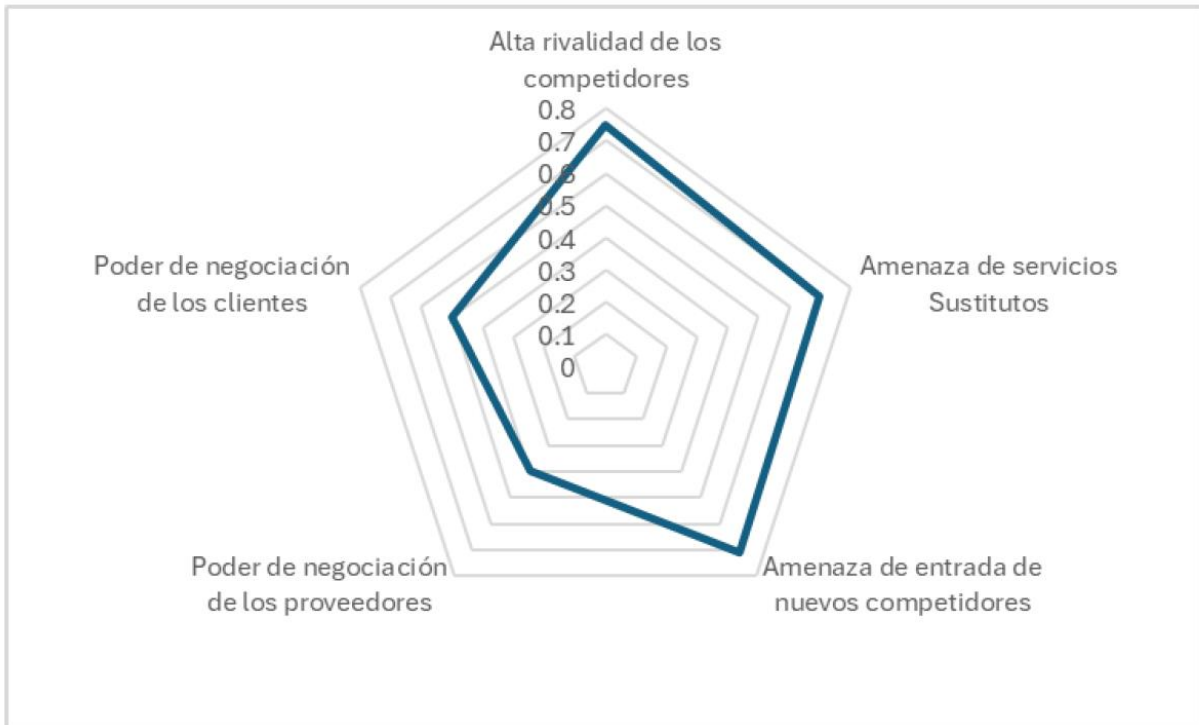 Alta rivalidad de los
competidores
0.8
0.7
0.6
0.5
0.4
0.3
0.2
0.1
0
Amenaza de servicios
Sustitutos
Amenaza de entrada de
nuevos competidores
Poder de negociación
de los proveedores
Poder de negociación
de los clientes